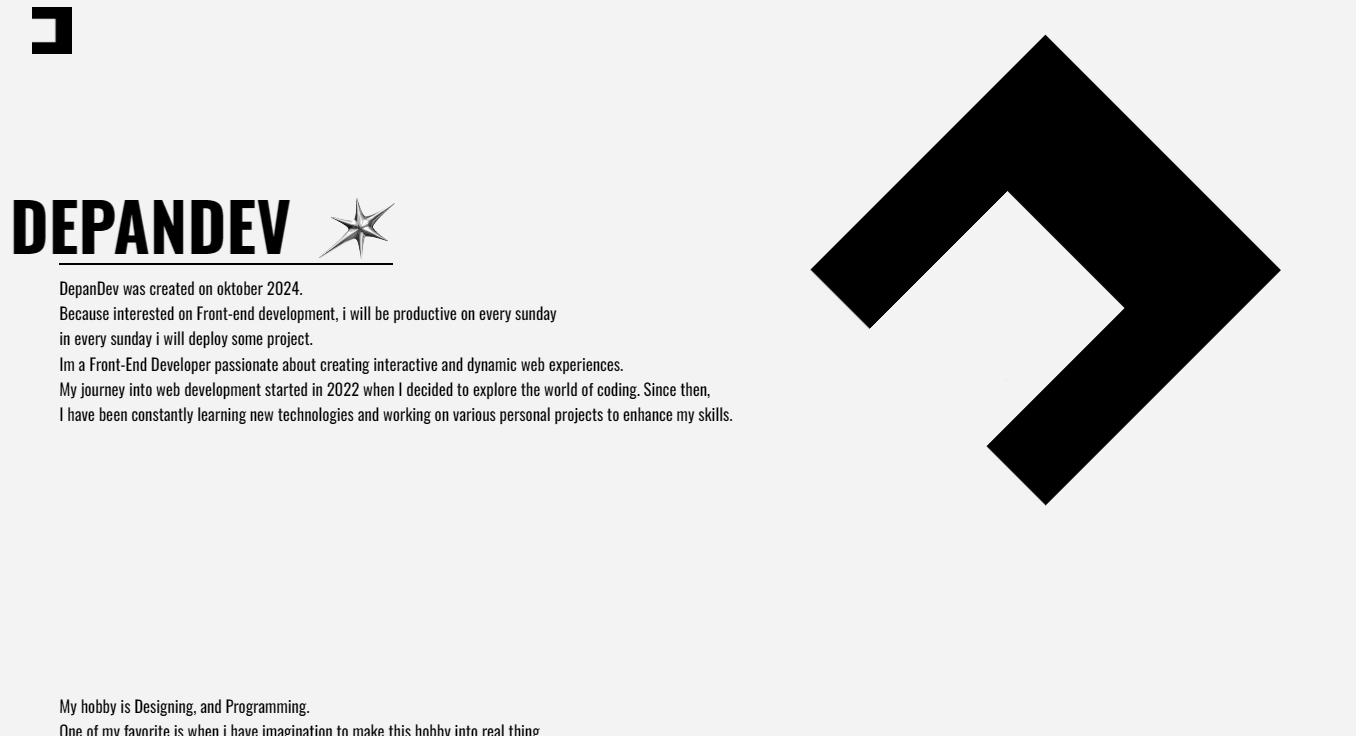 DEPANDEV
DepanDev was created on oktober 2024.
Because interested on Front-end development, i will be productive on every sunday
in every sunday i will deploy some project.
Im a Front-End Developer passionate about creating interactive and dynamic web experiences.
My journey into web development started in 2022 when I decided to explore the world of coding. Since then,
I have been constantly learning new technologies and working on various personal projects to enhance my skills.
My hobby is Designing, and Programming.
One of my favorite is when i have imagination to make this hobby into real thing